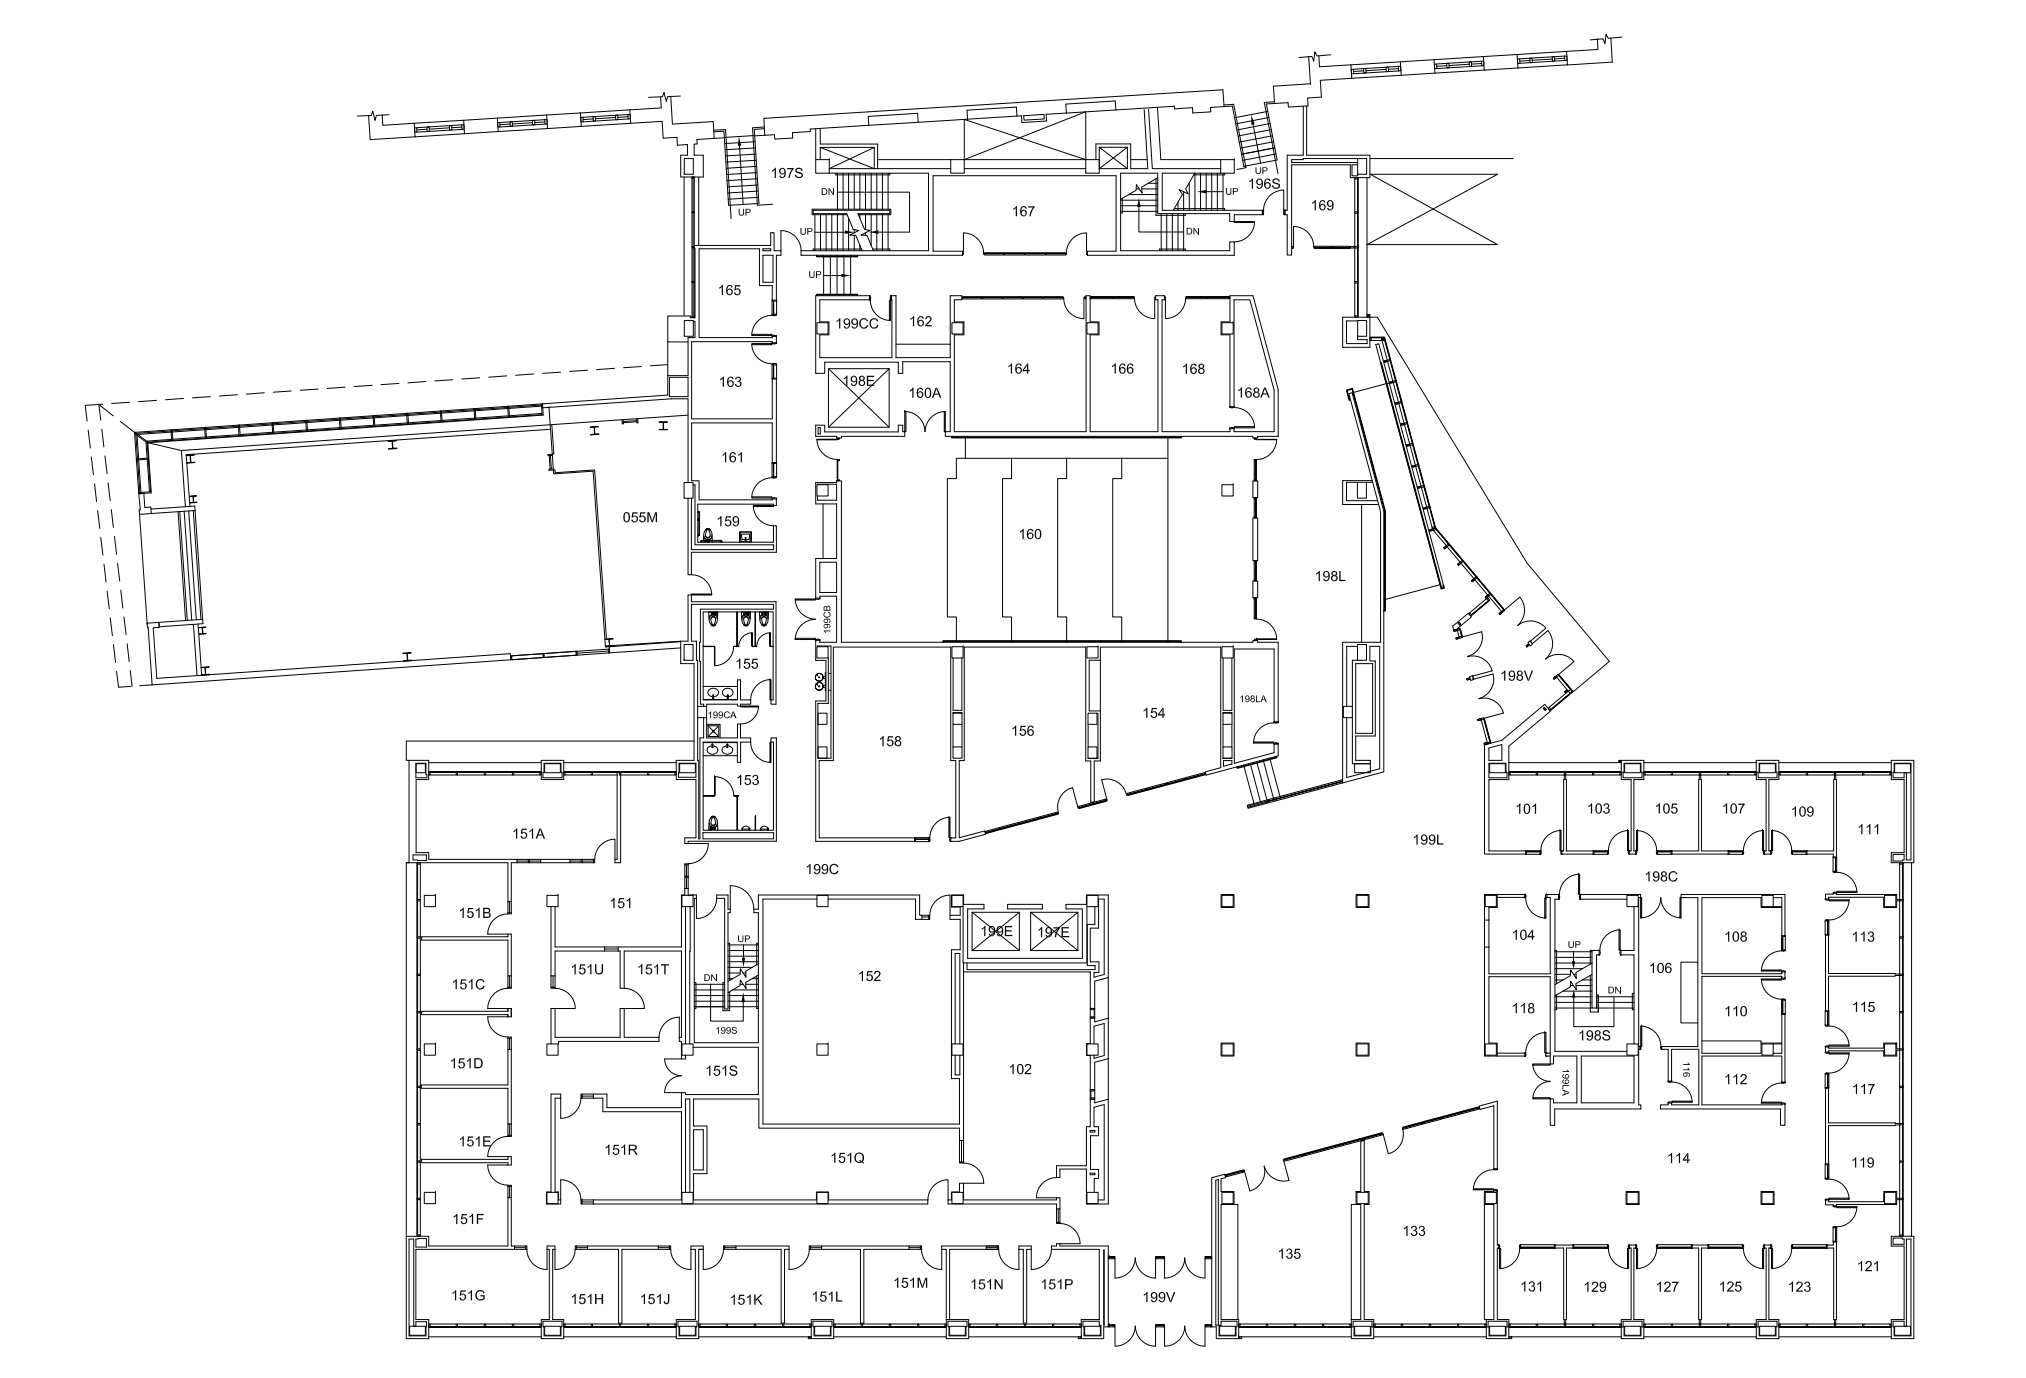 197S
UP
DN
UP
UP
167
UP
196S
UP
DN
169
165
UP
199CC
162
164
166
168
168A
163
198E
160A
161
055M
159
160
198L
199CB
155
199CA
153
158
156
154
198LA
198V
151A
199C
199L
101
103
105
107
109
111
198C
151B
151
199E
197E
104
108
113
UP
UP
151C
151U
151T
DN
152
106
DN
118
110
115
199S
198S
151D
151S
102
199LA
116
112
117
151E
151R
151Q
114
119
151F
133
135
121
151G
151H
151J
151K
151L
151M
151N
151P
199V
131
129
127
125
123